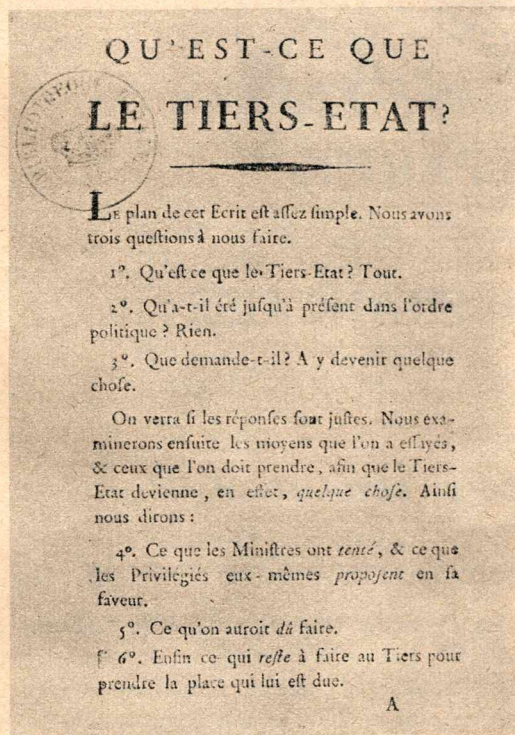 QU'EST-CE QUE
LE TIERS-ETAT?
LE plan de cet Ecrit eſt aſſez ſimple. Nous avons
trois queſtions à nous faire.
1º. Qu'eſt ce que le Tiers-Etat? Tout.
2º. Qu'a-t-il été juſqu'à préſent dans l'ordre
politique? Rien.
3º. Que demande-t-il? A y devenir quelque
choſe.
On verra ſi les réponſes ſont juſtes. Nous exa-
minerons enſuite les moyens que l'on a eſſayés,
& ceux que l'on doit prendre, afin que le Tiers-
Etat devienne, en effet, quelque choſe. Ainſi
nous dirons:
4º. Ce que les Miniſtres ont tenté, & ce que
les Privilégiés eux-mêmes propoſent en ſa
faveur.
5º. Ce qu'on auroit dû faire.
6º. Enfin ce qui reſte à faire au Tiers pour
prendre la place qui lui eſt due.
A